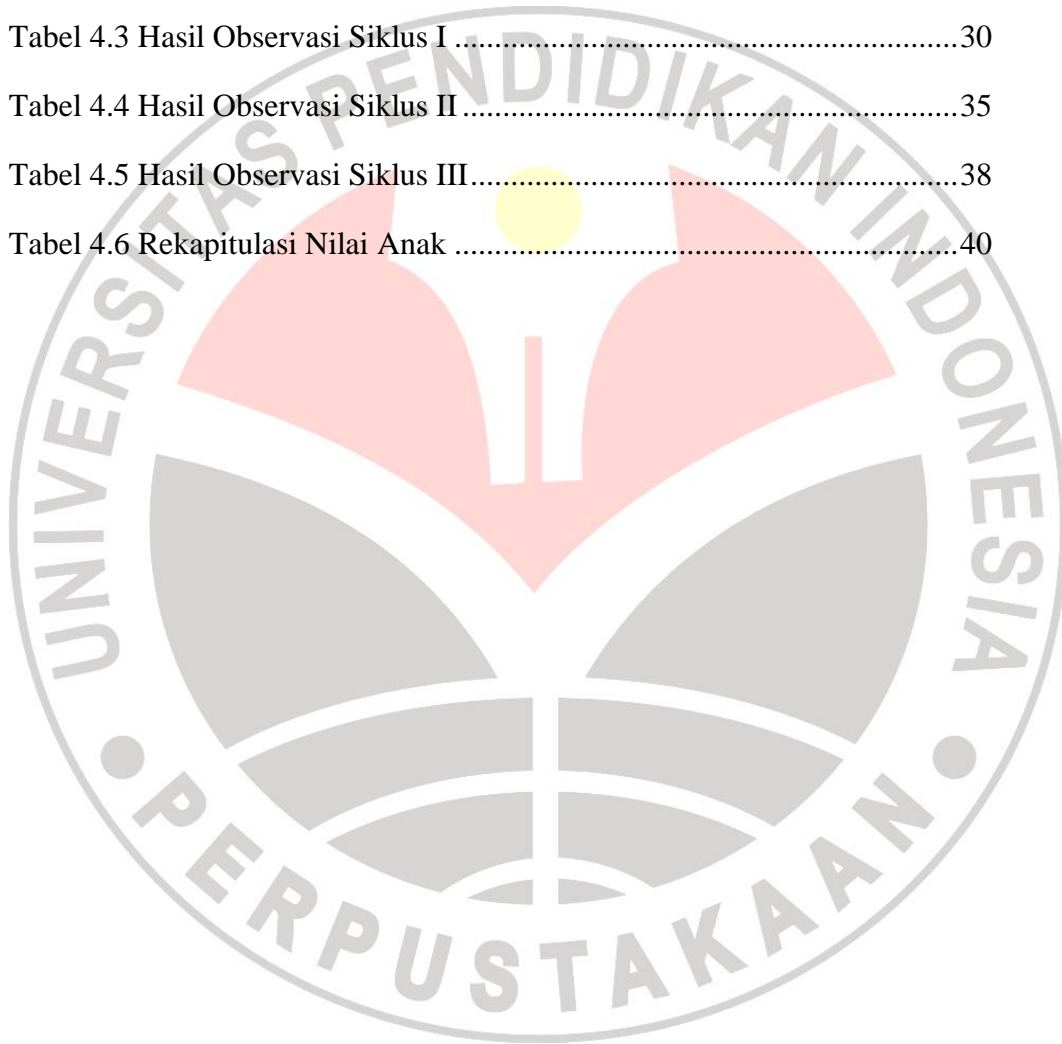 Tabel 4.3 Hasil Observasi Siklus I ...............................................................30
Tabel 4.4 Hasil Observasi Siklus II ..............................................................35
Tabel 4.5 Hasil Observasi Siklus III.............................................................38
Tabel 4.6 Rekapitulasi Nilai Anak ...............................................................40
UNIVERSITAS PENDIDIKAN INDONESIA
PERPUSTAKAAN